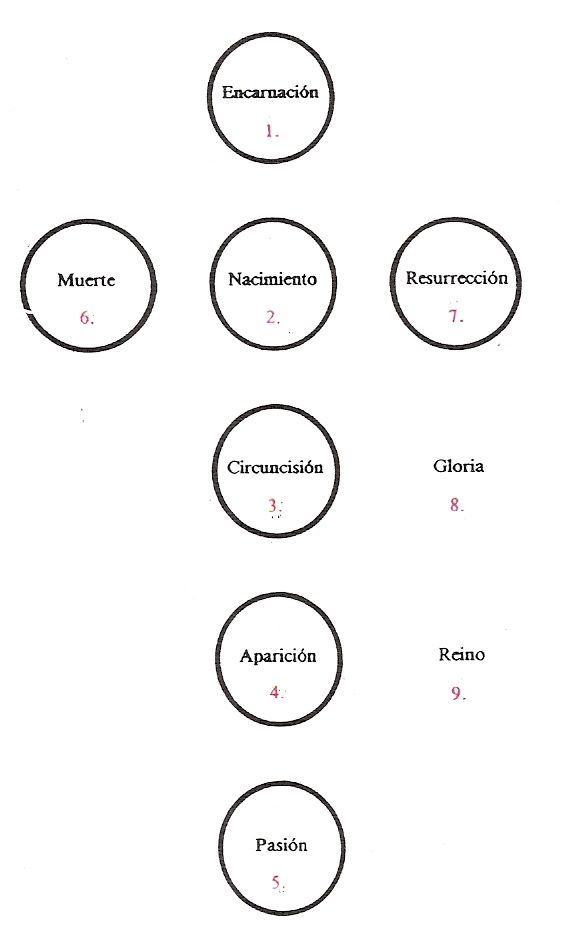 Encarnación
1.
Muerte
6.
Nacimiento
2.
Resurrección
7.
Circuncisión
3.
Gloria
8.
Aparición
4.
Reino
9.
Pasión
5.